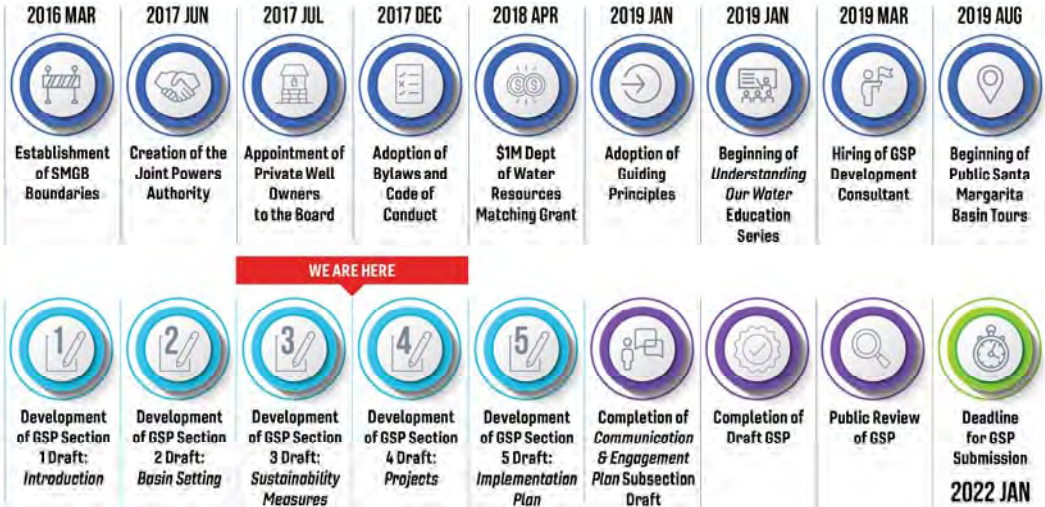 2016 MAR
Establishment
of SMGB
Boundaries
2017 JUN
Creation of the
Joint Powers
Authority
2017 JUL
Appointment of
Private Well
Owners
to the Board
2017 DEC
Adoption of
Bylaws and
Code of
Conduct
2018 APR
$1M Dept
of Water
Resources
Matching Grant
2019 JAN
Adoption of
Guiding
Principles
2019 JAN
Beginning of
Understanding
Our Water
Education
Series
2019 MAR
Hiring of GSP
Development
Consultant
2019 AUG
Beginning of
Public Santa
Margarita
Basin Tours
WE ARE HERE
1
Development
of GSP Section
1 Draft:
Introduction
2
Development
of GSP Section
2 Draft:
Basin Setting
3
Development
of GSP Section
3 Draft:
Sustainability
Measures
4
Development
of GSP Section
4 Draft:
Projects
5
Development
of GSP Section
5 Draft:
Implementation
Plan
Completion of
Communication
& Engagement
Plan Subsection
Draft
Completion of
Draft GSP
Public Review
of GSP
Deadline
for GSP
Submission
2022 JAN